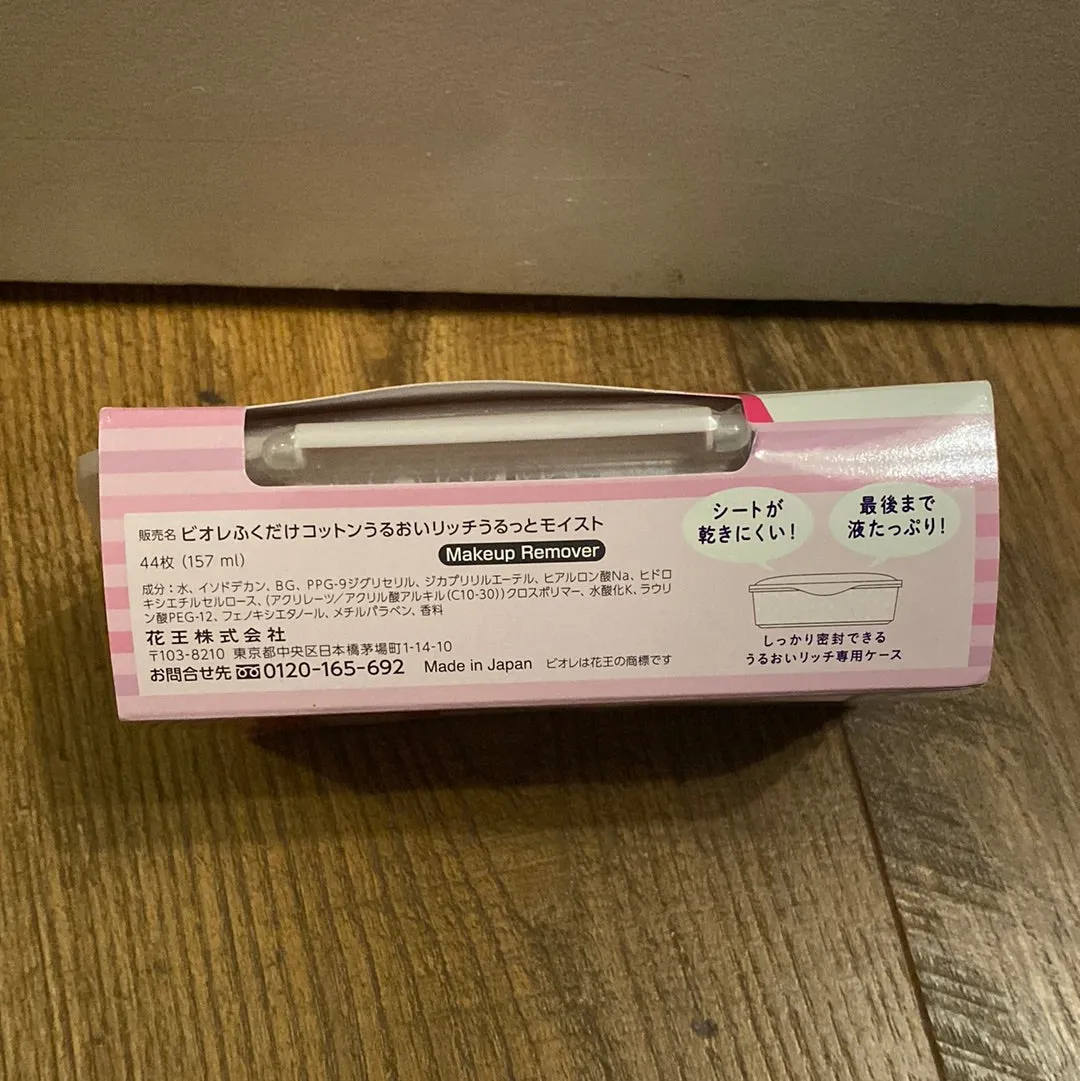 販売名 ビオレふくだけコットンうるおいリッチうるっとモイスト
44枚 (157 ml)
Makeup Remover
成分：水、イソドデカン、BG、PPG-9ジグリセリル、ジカプリリルエーテル、ヒアルロン酸Na、ヒドロ
キシエチルセルロース、(アクリレーツ/アクリル酸アルキル(C10-30))クロスポリマー、水酸化K、ラウリ
ン酸PEG-12、フェノキシエタノール、メチルパラベン、香料
花王株式会社
〒103-8210 東京都中央区日本橋茅場町1-14-10
お問合せ先 0120-165-692 Made in Japan ビオレは花王の商標です
シートが
乾きにくい!
最後まで
液たっぷり!
しっかり密封できる
うるおいリッチ専用ケース